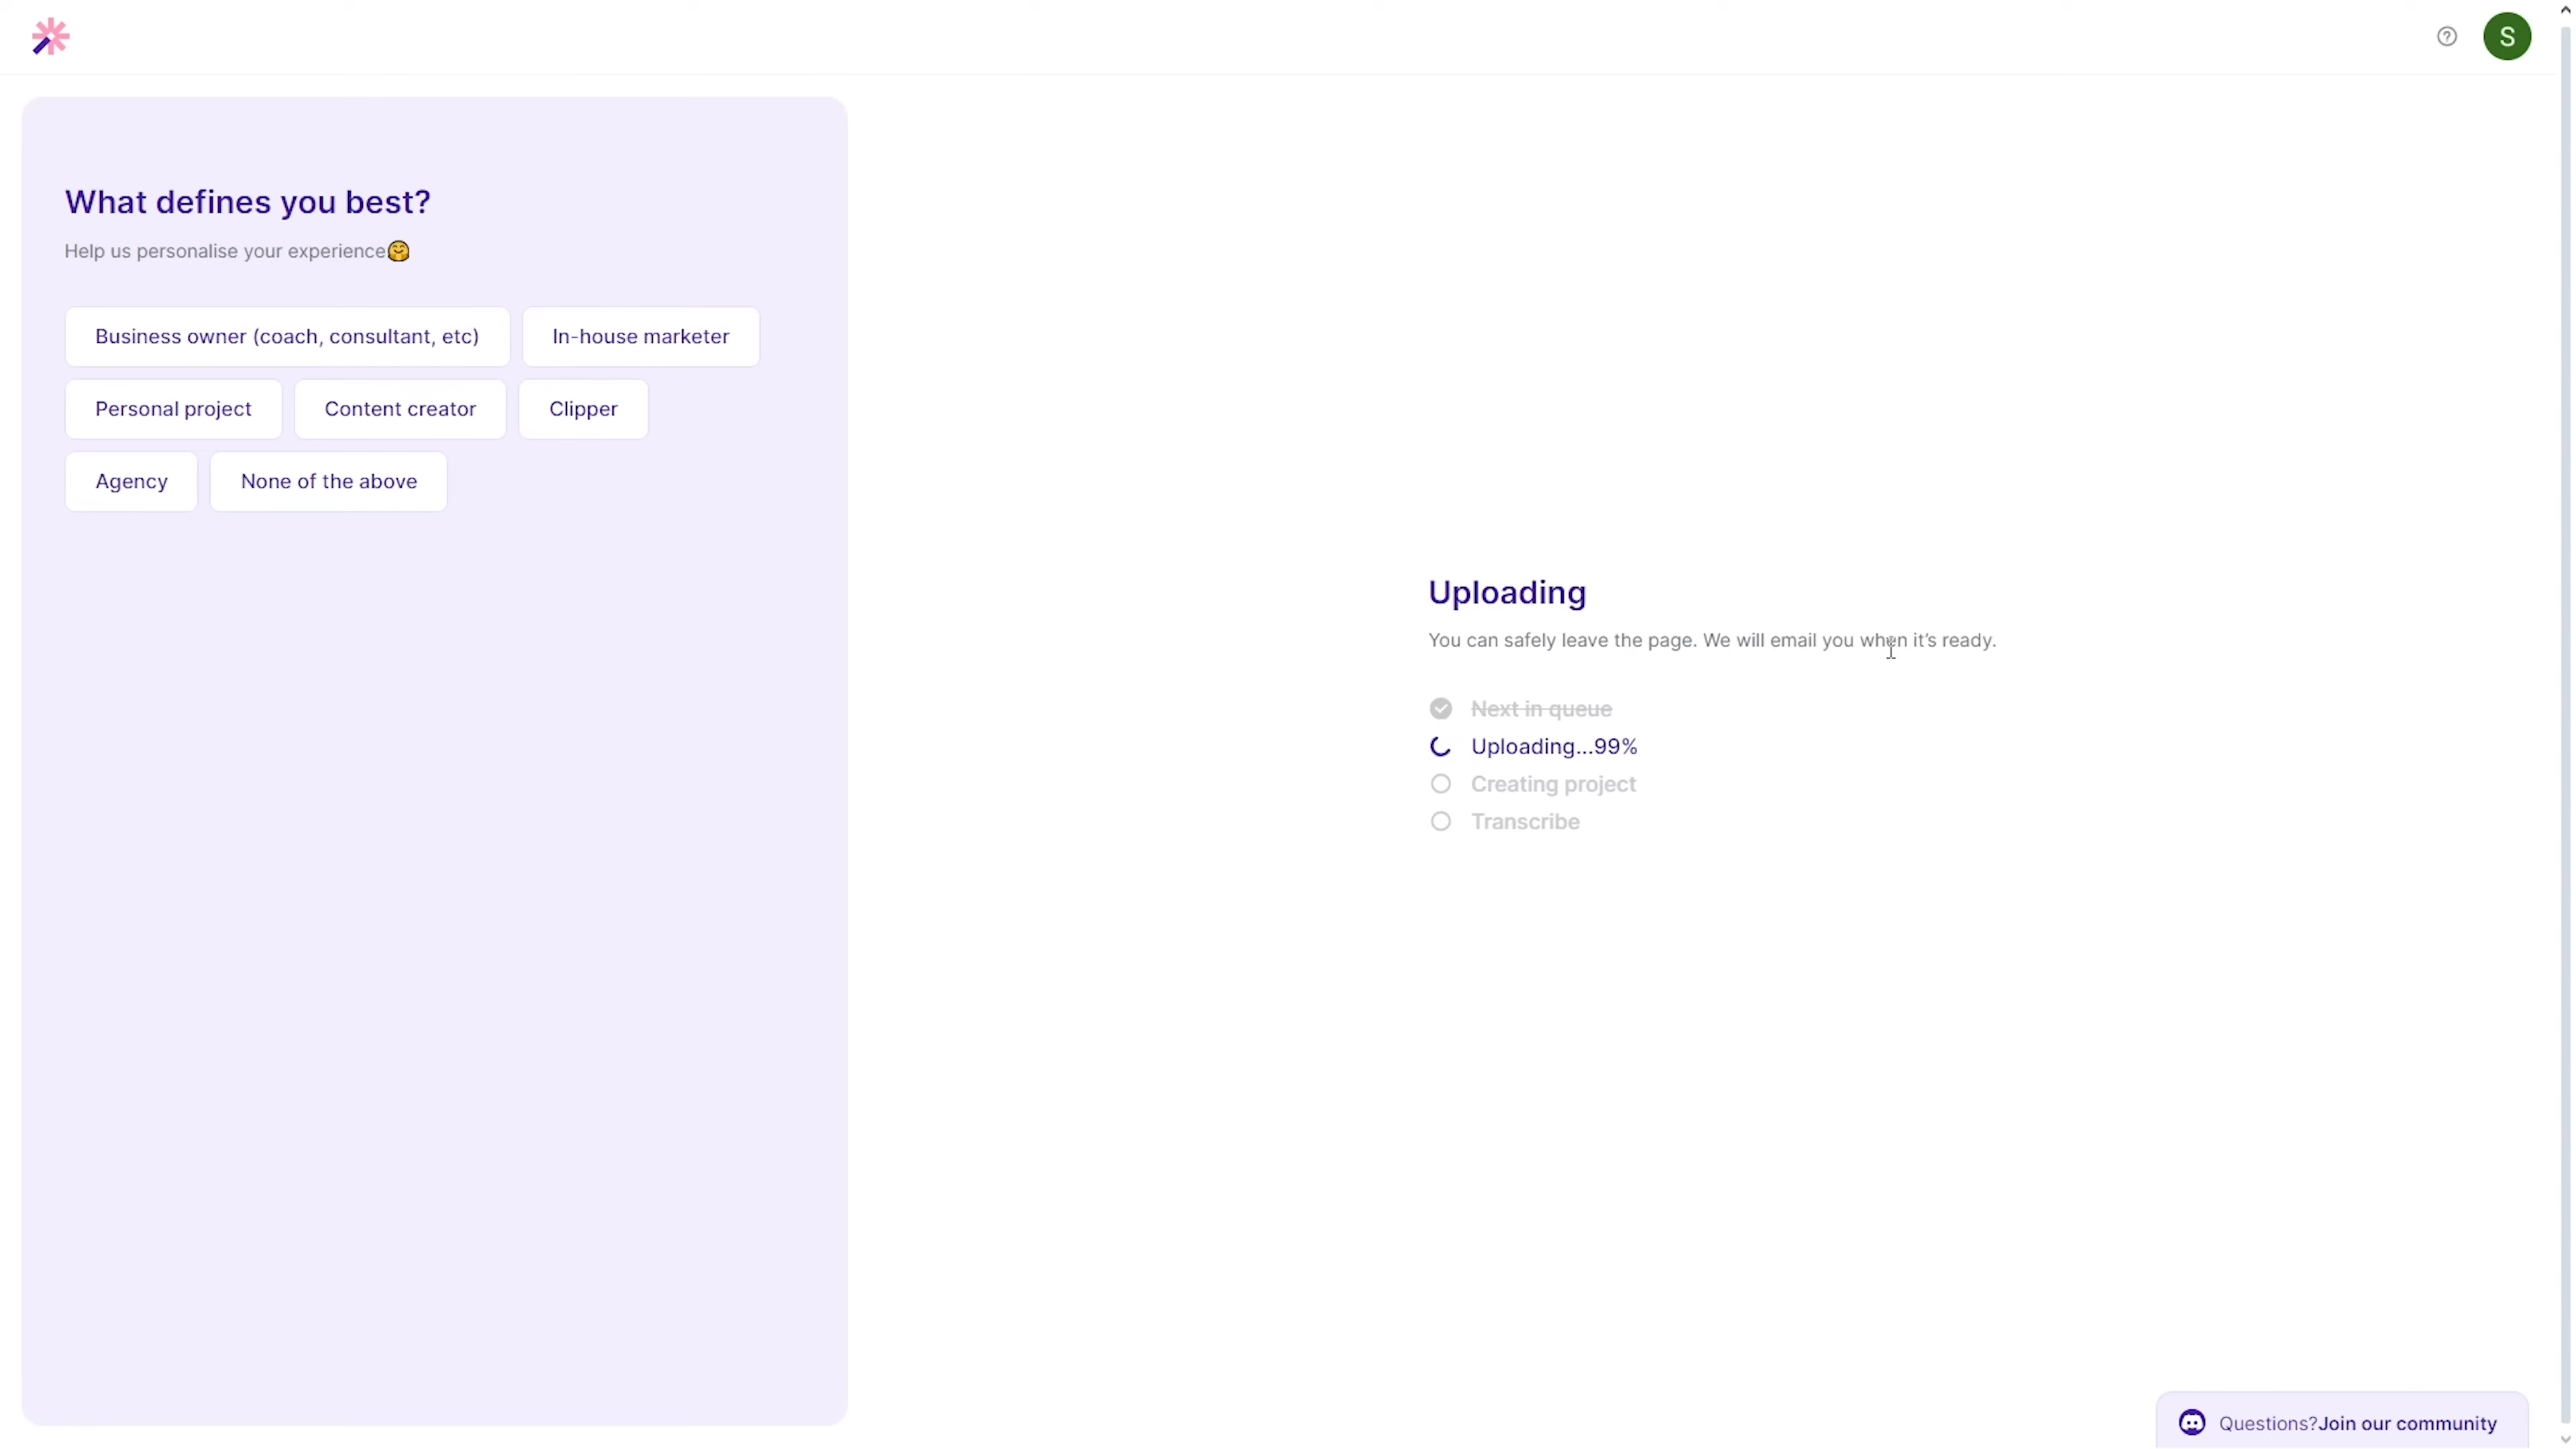 S
What defines you best?
Help us personalise your experience🤗
Business owner (coach, consultant, etc)
In-house marketer
Personal project
Content creator
Clipper
Agency
None of the above
Uploading
You can safely leave the page. We will email you when it's ready.
Next in queue
Uploading...99%
Creating project
Transcribe
Questions?Join our community